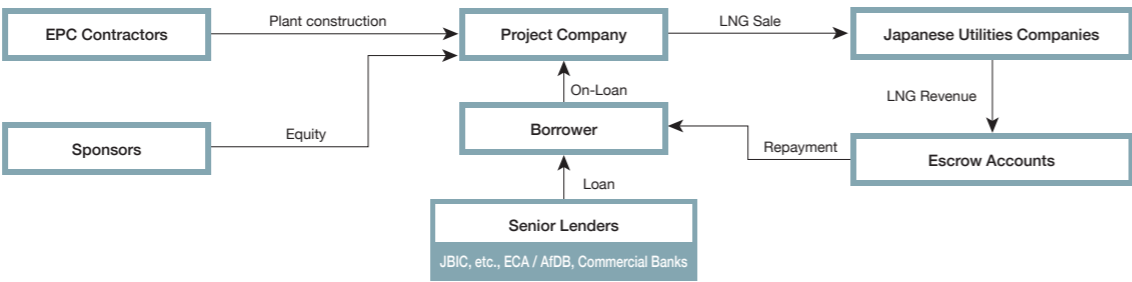 Plant construction
LNG Sale
EPC Contractors
Project Company
Japanese Utilities Companies
On-Loan
LNG Revenue
Sponsors
Equity
Borrower
Repayment
Escrow Accounts
Loan
Senior Lenders
JBIC, etc., ECA / AfDB, Commercial Banks